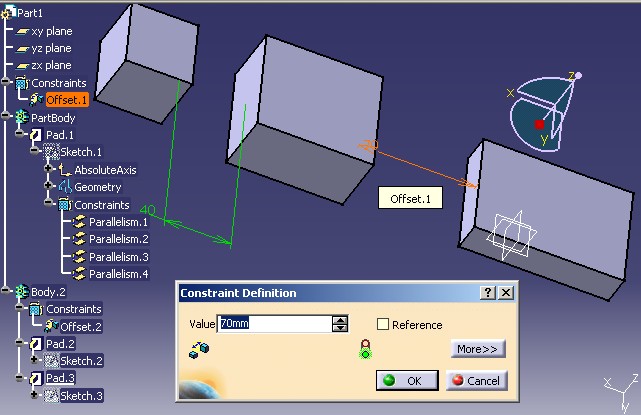 Part1
xy plane
yz plane
zx plane
Constraints
Offset.1
PartBody
Pad.1
Sketch.1
AbsoluteAxis
Geometry
Constraints
Parallelism.1
Parallelism.2
Parallelism.3
Parallelism.4
Body.2
Constraints
Offset.2
Pad.2
Sketch.2
Pad.3
Sketch.3
40
70
Offset.1
x
z
y
Constraint Definition
Value 70mm
Reference
More>>
OK
Cancel
x
z
y